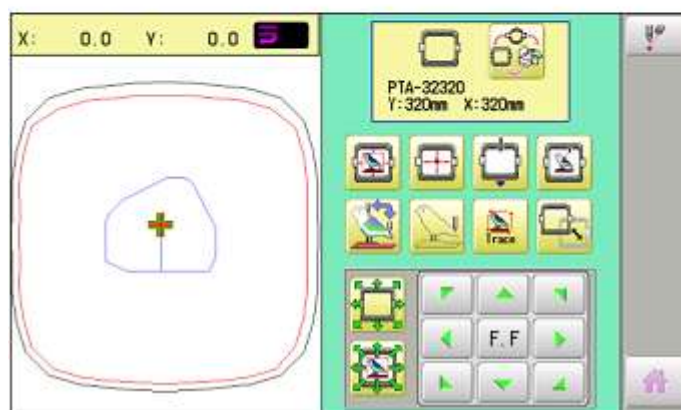 X: 0.0 Y: 0.0
PTA-32320
Y:320mm X:320mm
Trace
F.F